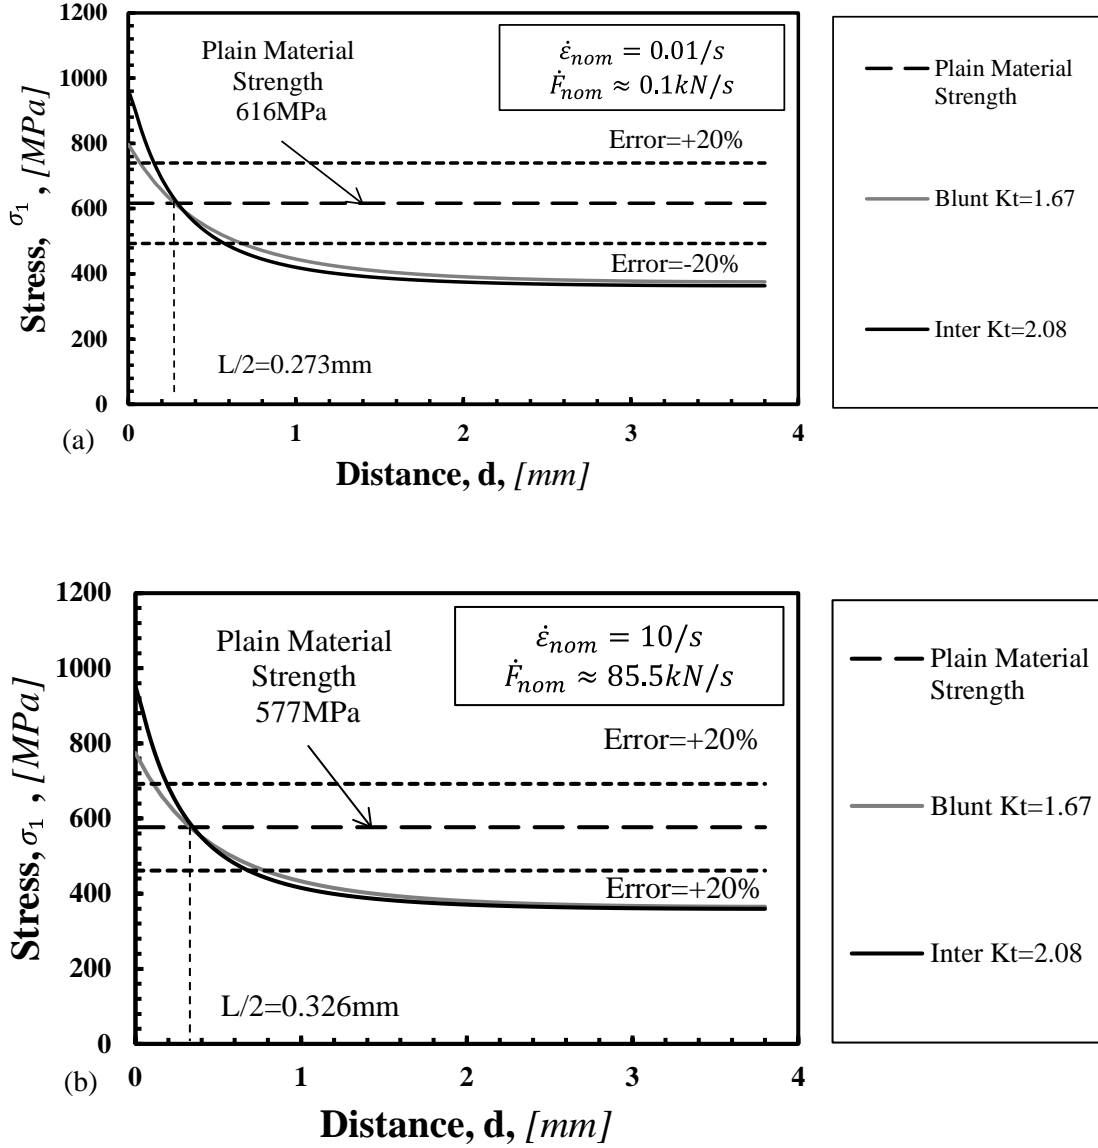 1200
1000
800
600
400
200
0
Stress, σ1 , [MPa]
Plain Material
Strength
616MPa
ε̇nom = 0.01/s
Ḟnom ≈ 0.1kN/s
Error=+20%
Error=-20%
L/2=0.273mm
0 1 2 3 4
(a)
Distance, d, [mm]
Plain Material
Strength
Blunt Kt=1.67
Inter Kt=2.08
1200
1000
800
600
400
200
0
Stress, σ1 , [MPa]
Plain Material
Strength
577MPa
ε̇nom = 10/s
Ḟnom ≈ 85.5kN/s
Error=+20%
Error=+20%
L/2=0.326mm
0 1 2 3 4
(b)
Distance, d, [mm]
Plain Material
Strength
Blunt Kt=1.67
Inter Kt=2.08